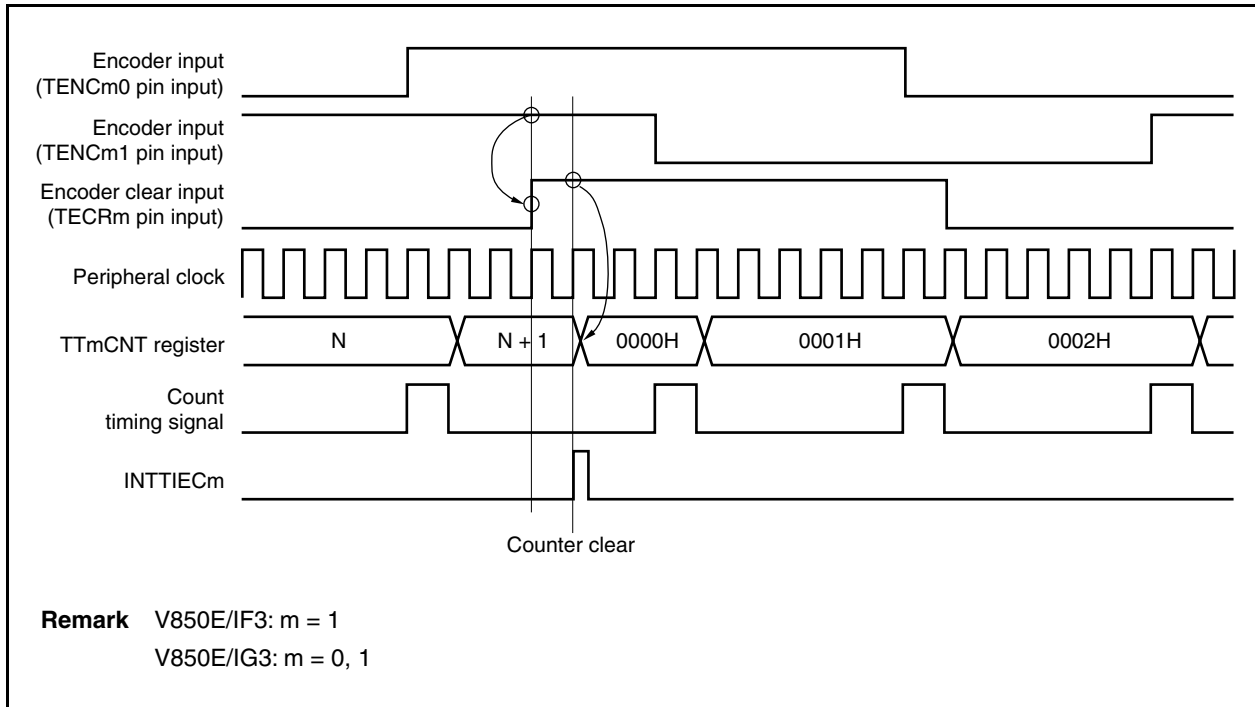 Encoder input
(TENCm0 pin input)
Encoder input
(TENCm1 pin input)
Encoder clear input
(TECRm pin input)
Peripheral clock
TTmCNT register
N
N + 1
0000H
0001H
0002H
Count
timing signal
INTTIECm
Counter clear
Remark V850E/IF3: m = 1
V850E/IG3: m = 0, 1